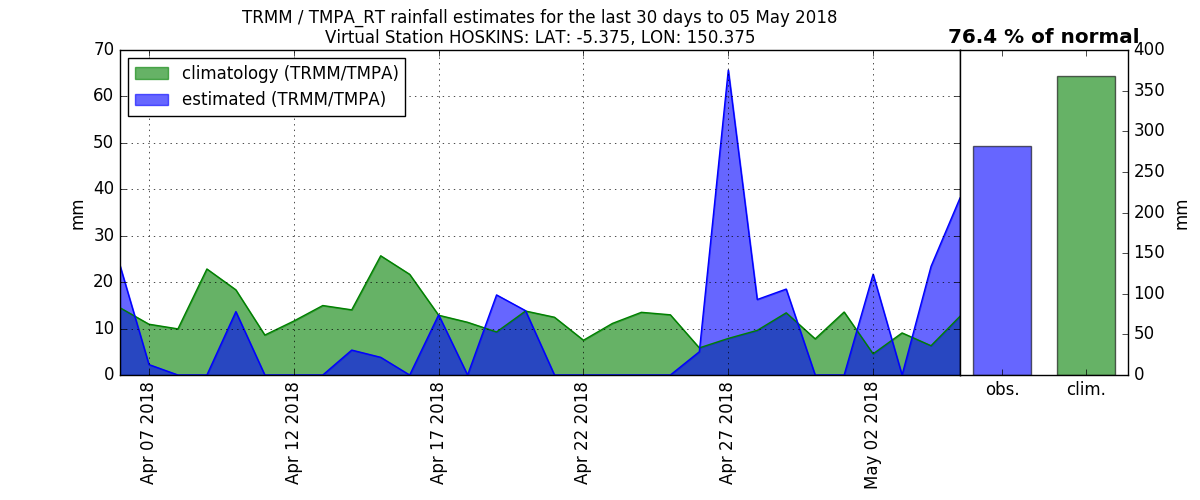 TRMM / TMPA_RT rainfall estimates for the last 30 days to 05 May 2018
Virtual Station HOSKINS: LAT: -5.375, LON: 150.375
76.4 % of normal
climatology (TRMM/TMPA)
estimated (TRMM/TMPA)
70
60
50
40
30
20
10
0
mm
Apr 07 2018
Apr 12 2018
Apr 17 2018
Apr 22 2018
Apr 27 2018
May 02 2018
obs.
clim.
400
350
300
250
200
150
100
50
0
mm